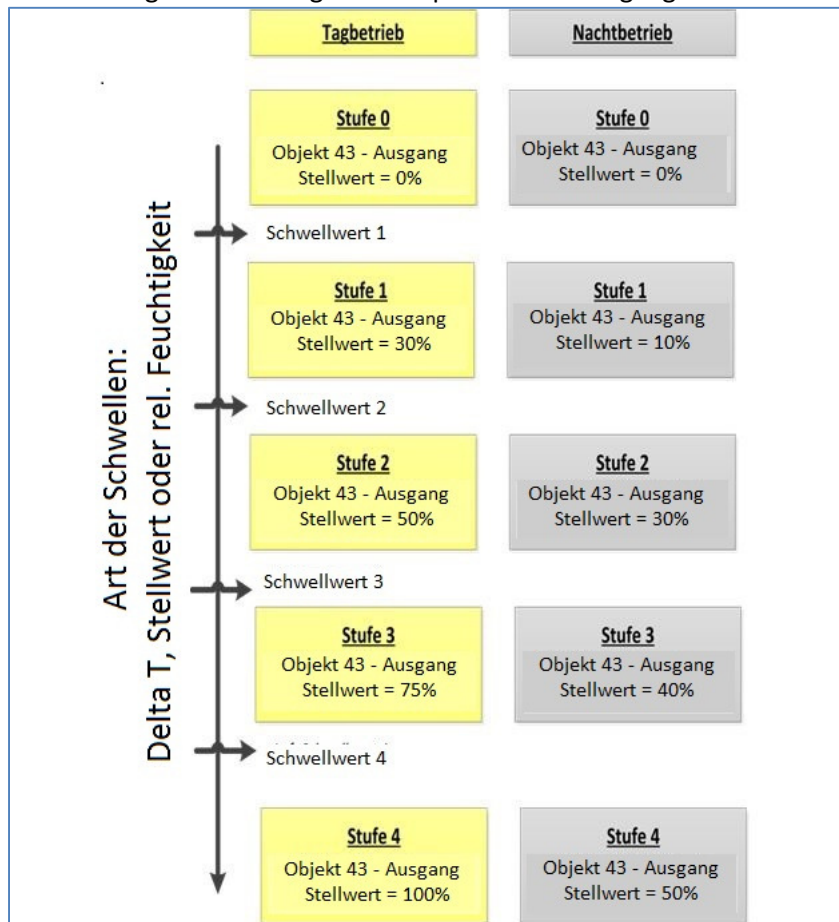 Tagbetrieb
Nachtbetrieb
Stufe 0
Objekt 43 - Ausgang
Stellwert = 0%
Stufe 0
Objekt 43 - Ausgang
Stellwert = 0%
Schwellwert 1
Stufe 1
Objekt 43 - Ausgang
Stellwert = 30%
Stufe 1
Objekt 43 - Ausgang
Stellwert = 10%
Schwellwert 2
Stufe 2
Objekt 43 - Ausgang
Stellwert = 50%
Stufe 2
Objekt 43 - Ausgang
Stellwert = 30%
Schwellwert 3
Stufe 3
Objekt 43 - Ausgang
Stellwert = 75%
Stufe 3
Objekt 43 - Ausgang
Stellwert = 40%
Schwellwert 4
Stufe 4
Objekt 43 - Ausgang
Stellwert = 100%
Stufe 4
Objekt 43 - Ausgang
Stellwert = 50%
Art der Schwellen:
Delta T, Stellwert oder rel. Feuchtigkeit